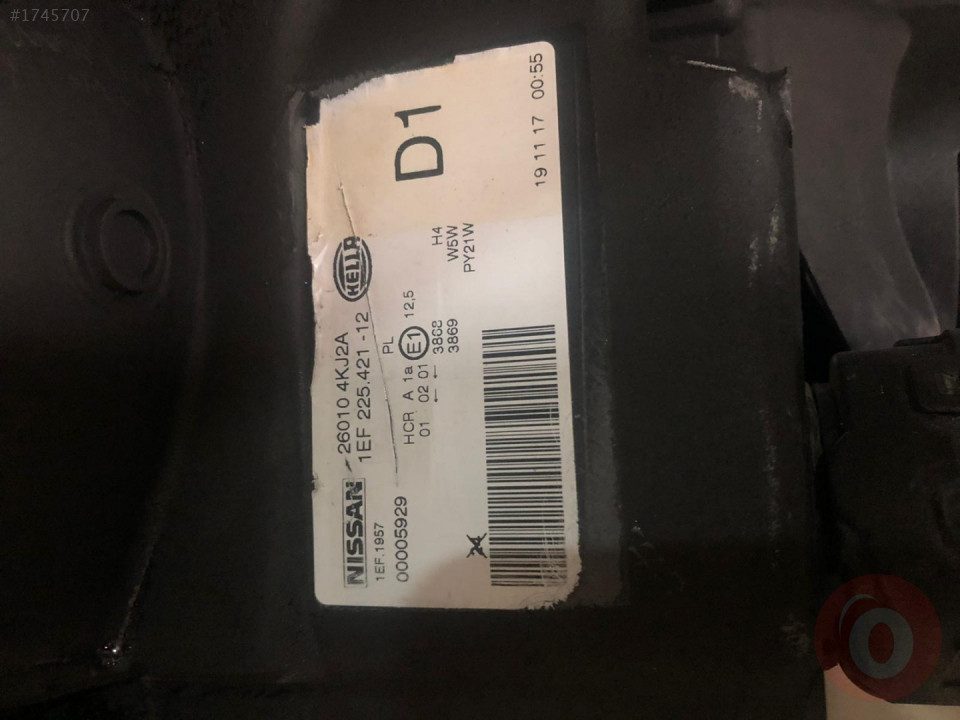 #1745707
NISSAN 26010 4KJ2A HELLA D1
1EF.1957 1EF 225.421 -12
00005929 PL
HCR A 1a E1 12,5
01 02 01
← ← 3868 H4
3869 W5W
PY21W
24
19 11 17 00:55
O